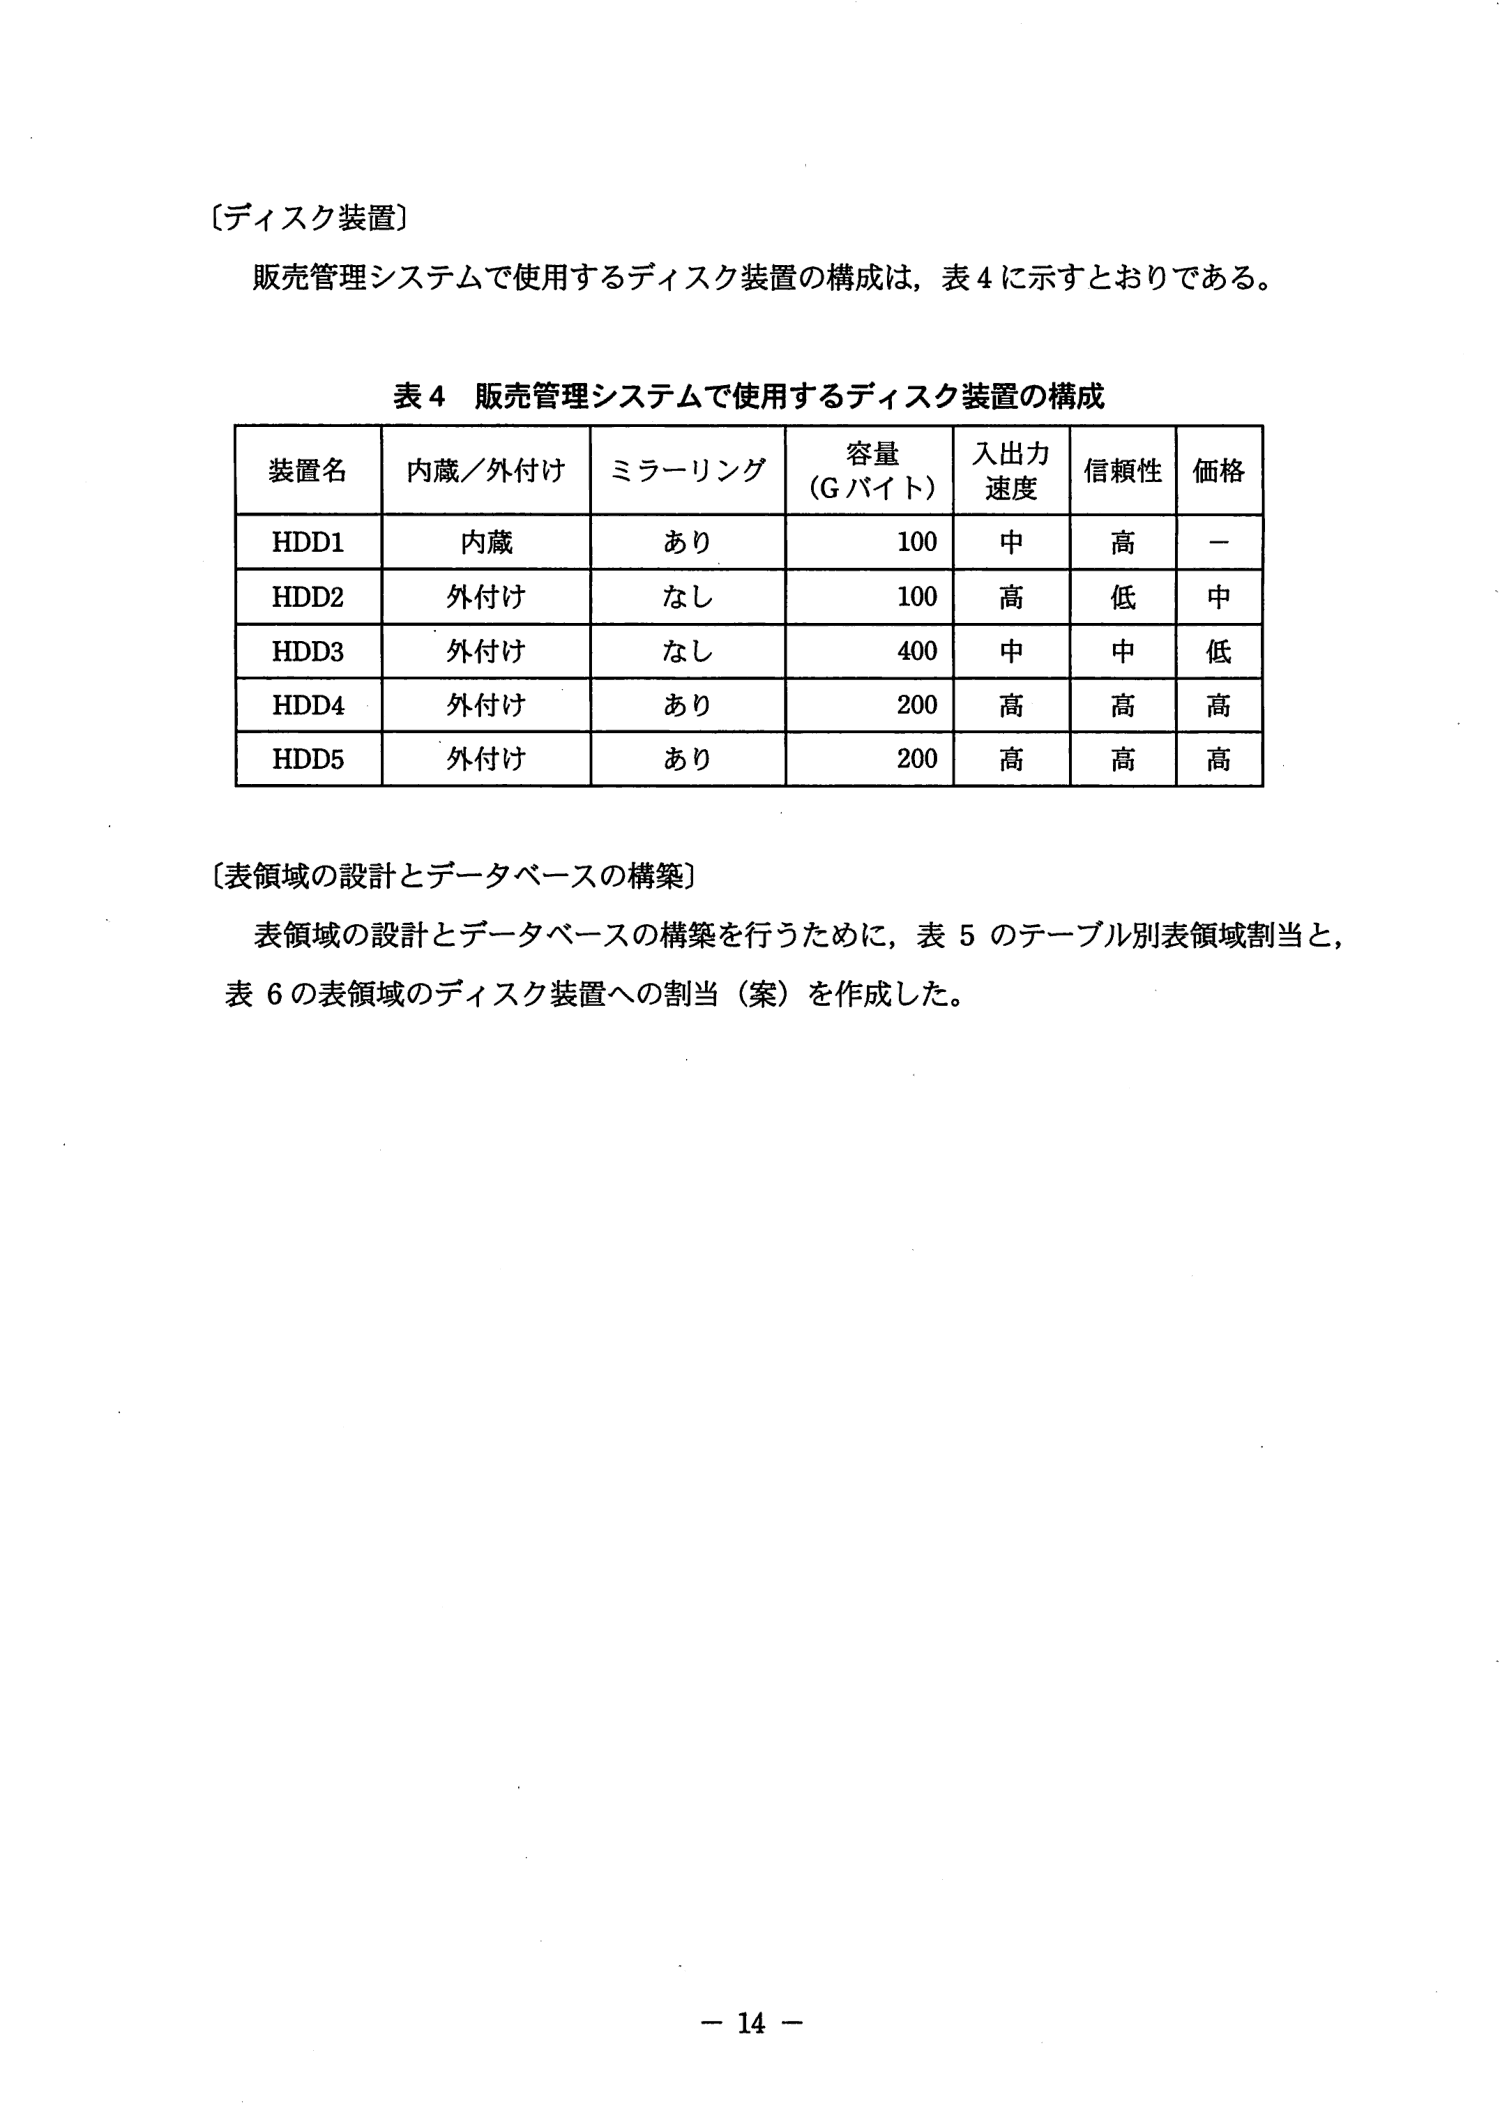 〔ディスク装置〕
販売管理システムで使用するディスク装置の構成は，表4に示すとおりである。
表4　販売管理システムで使用するディスク装置の構成
装置名 内蔵／外付け ミラーリング 容量（Gバイト） 入出力速度 信頼性 価格
HDD1 内蔵 あり 100 中 高 －
HDD2 外付け なし 100 高 低 中
HDD3 外付け なし 400 中 中 低
HDD4 外付け あり 200 高 高 高
HDD5 外付け あり 200 高 高 高
〔表領域の設計とデータベースの構築〕
表領域の設計とデータベースの構築を行うために，表 5 のテーブル別表領域割当と，
表 6 の表領域のディスク装置への割当（案）を作成した。
－ 14 －